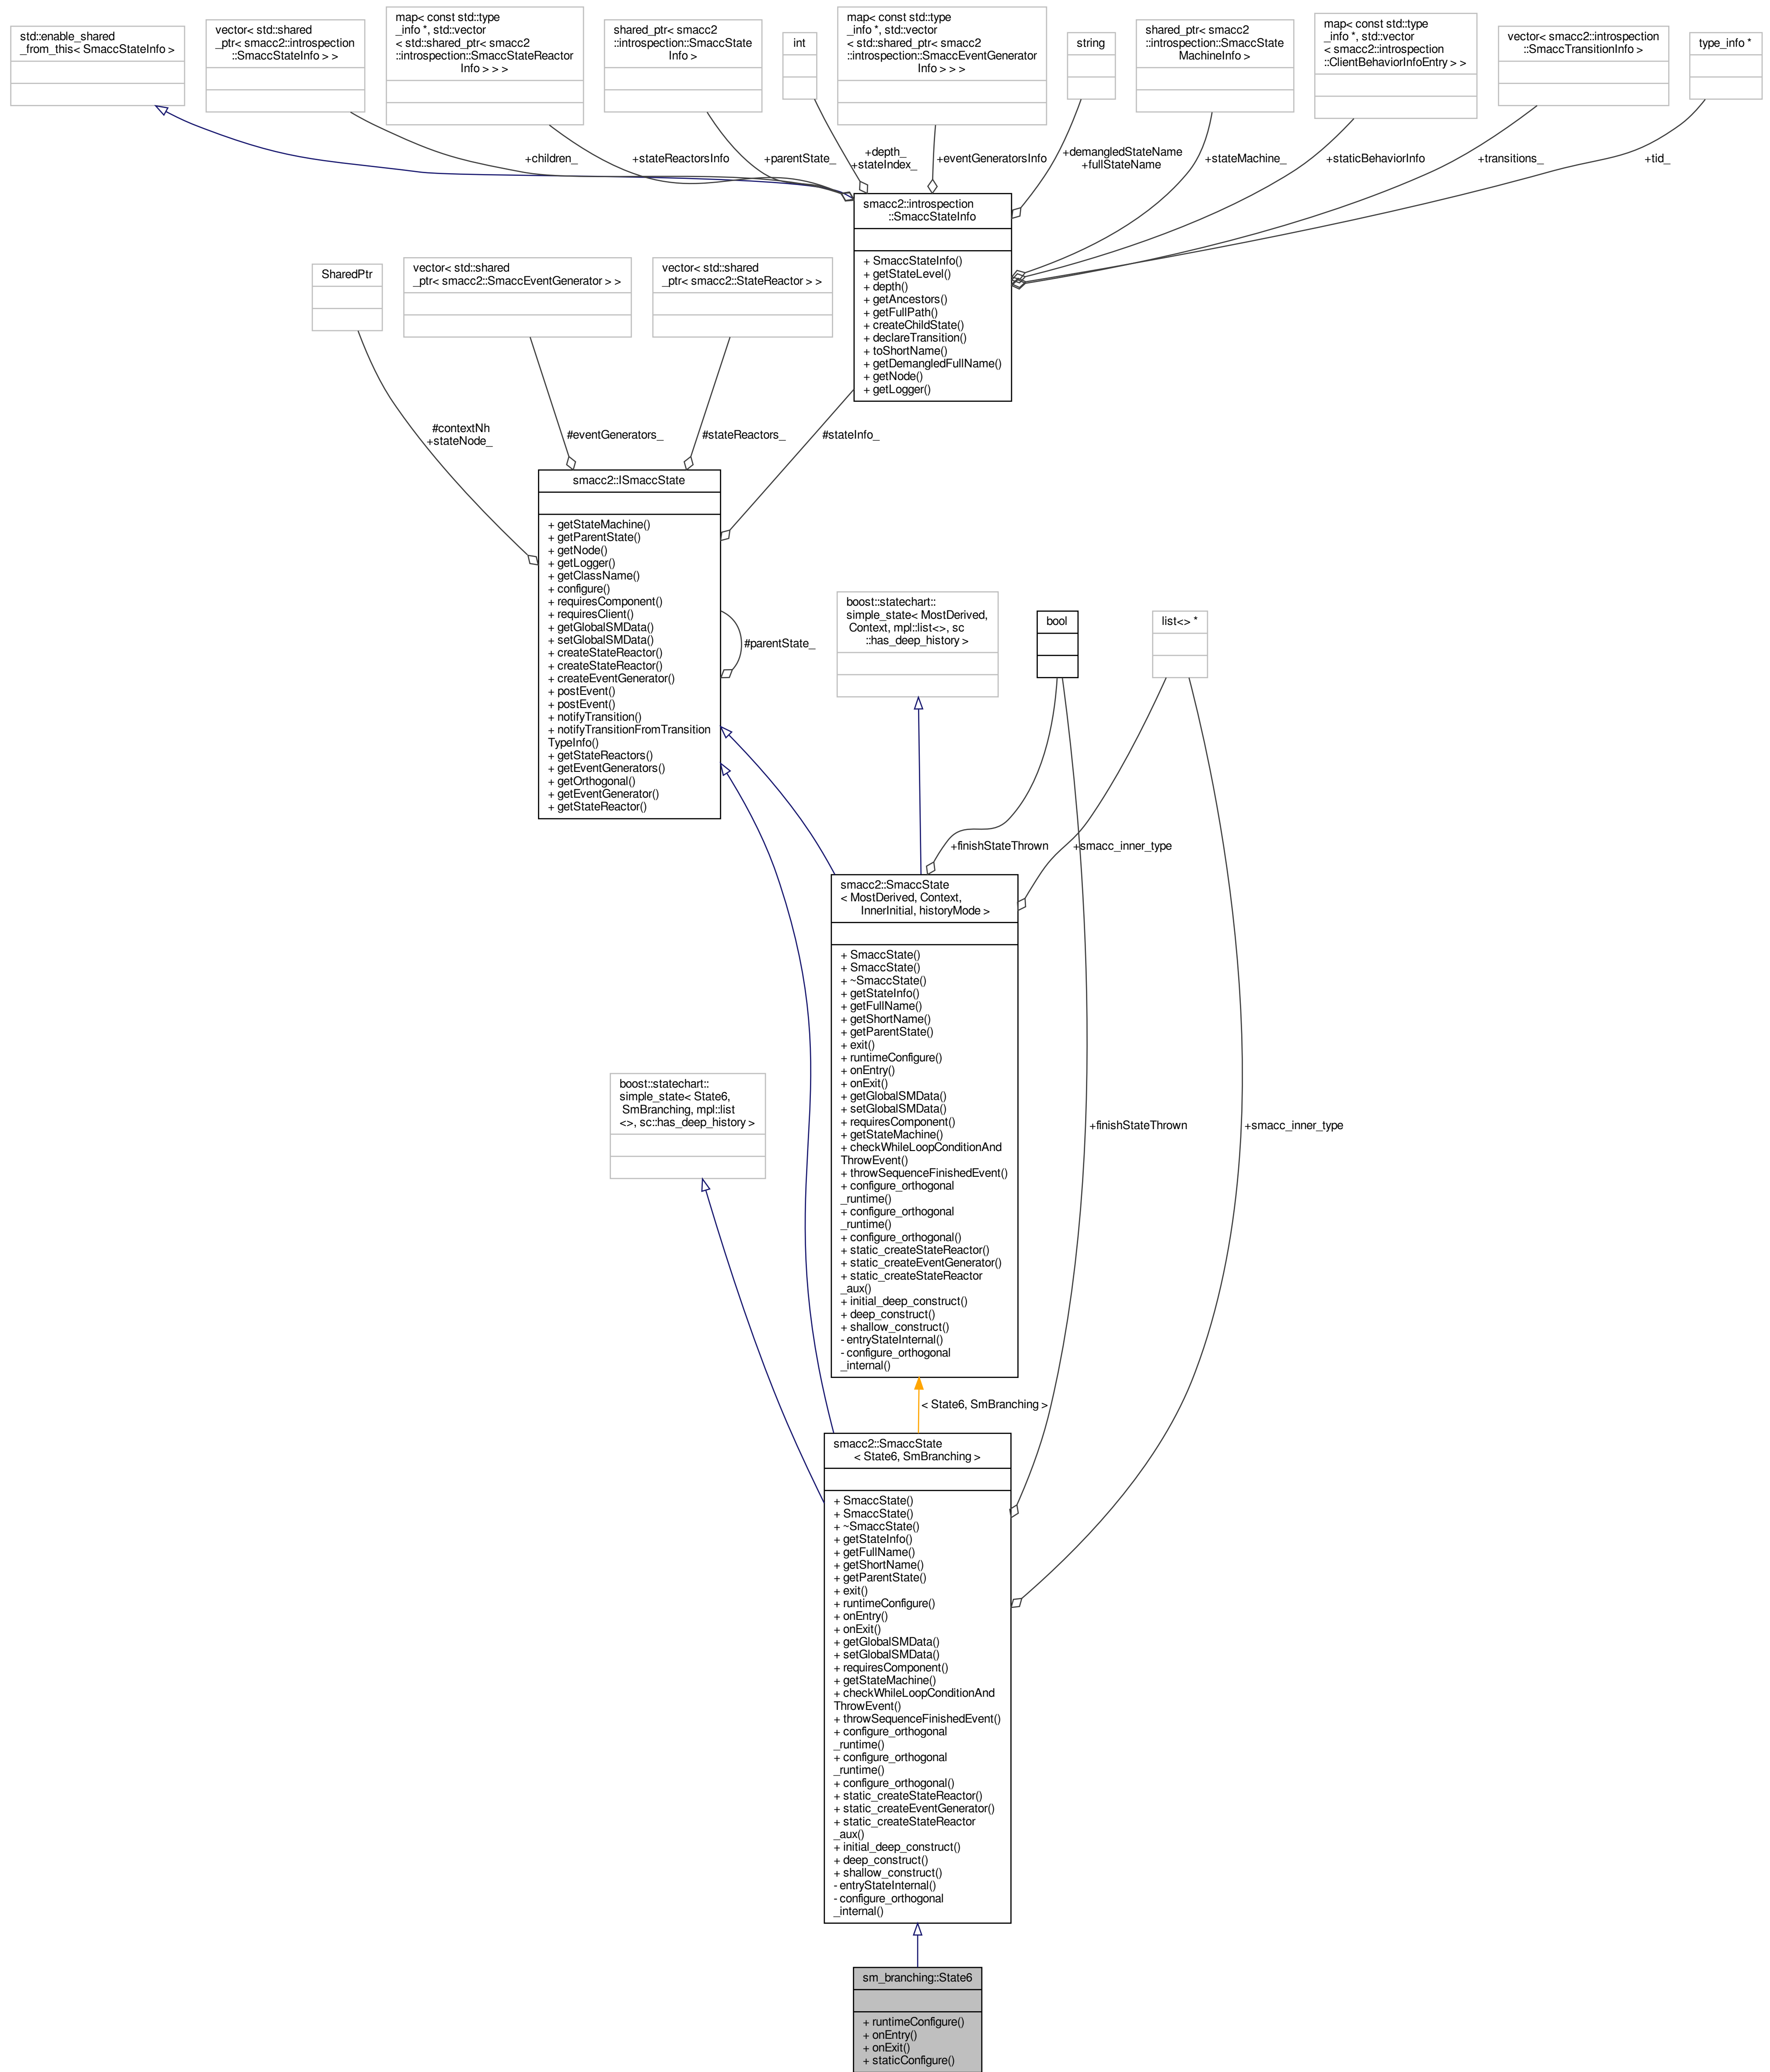 std::enable_shared
_from_this< SmaccStateInfo >
vector< std::shared
_ptr< smacc2::introspection
::SmaccStateInfo > >
map< const std::type
_info *, std::vector
< std::shared_ptr< smacc2
::introspection::SmaccStateReactor
Info > > >
shared_ptr< smacc2
::introspection::SmaccState
Info >
int
map< const std::type
_info *, std::vector
< std::shared_ptr< smacc2
::introspection::SmaccEventGenerator
Info > > >
string
shared_ptr< smacc2
::introspection::SmaccState
MachineInfo >
map< const std::type
_info *, std::vector
< smacc2::introspection
::ClientBehaviorInfoEntry > >
vector< smacc2::introspection
::SmaccTransitionInfo >
type_info *
+children_
+stateReactorsInfo
+parentState_
+depth_
+stateIndex_
+eventGeneratorsInfo
+demangledStateName
+fullStateName
+stateMachine_
+staticBehaviorInfo
+transitions_
+tid_
smacc2::introspection
::SmaccStateInfo
+ SmaccStateInfo()
+ getStateLevel()
+ depth()
+ getAncestors()
+ getFullPath()
+ createChildState()
+ declareTransition()
+ toShortName()
+ getDemangledFullName()
+ getNode()
+ getLogger()
SharedPtr
vector< std::shared
_ptr< smacc2::SmaccEventGenerator > >
vector< std::shared
_ptr< smacc2::StateReactor > >
#contextNh
+stateNode_
#eventGenerators_
#stateReactors_
#stateInfo_
smacc2::ISmaccState
+ getStateMachine()
+ getParentState()
+ getNode()
+ getLogger()
+ getClassName()
+ configure()
+ requiresComponent()
+ requiresClient()
+ getGlobalSMData()
+ setGlobalSMData()
+ createStateReactor()
+ createStateReactor()
+ createEventGenerator()
+ postEvent()
+ postEvent()
+ notifyTransition()
+ notifyTransitionFromTransition
TypeInfo()
+ getStateReactors()
+ getEventGenerators()
+ getOrthogonal()
+ getEventGenerator()
+ getStateReactor()
#parentState_
boost::statechart::
simple_state< MostDerived,
Context, mpl::list<>, sc
::has_deep_history >
bool
list<> *
+finishStateThrown
+smacc_inner_type
smacc2::SmaccState
< MostDerived, Context,
InnerInitial, historyMode >
+ SmaccState()
+ SmaccState()
+ ~SmaccState()
+ getStateInfo()
+ getFullName()
+ getShortName()
+ getParentState()
+ exit()
+ runtimeConfigure()
+ onEntry()
+ onExit()
+ getGlobalSMData()
+ setGlobalSMData()
+ requiresComponent()
+ getStateMachine()
+ checkWhileLoopConditionAnd
ThrowEvent()
+ throwSequenceFinishedEvent()
+ configure_orthogonal
_runtime()
+ configure_orthogonal
_runtime()
+ configure_orthogonal()
+ static_createStateReactor()
+ static_createEventGenerator()
+ static_createStateReactor
_aux()
+ initial_deep_construct()
+ deep_construct()
+ shallow_construct()
- entryStateInternal()
- configure_orthogonal
_internal()
boost::statechart::
simple_state< State6,
SmBranching, mpl::list
<>, sc::has_deep_history >
+finishStateThrown
+smacc_inner_type
< State6, SmBranching >
smacc2::SmaccState
< State6, SmBranching >
+ SmaccState()
+ SmaccState()
+ ~SmaccState()
+ getStateInfo()
+ getFullName()
+ getShortName()
+ getParentState()
+ exit()
+ runtimeConfigure()
+ onEntry()
+ onExit()
+ getGlobalSMData()
+ setGlobalSMData()
+ requiresComponent()
+ getStateMachine()
+ checkWhileLoopConditionAnd
ThrowEvent()
+ throwSequenceFinishedEvent()
+ configure_orthogonal
_runtime()
+ configure_orthogonal
_runtime()
+ configure_orthogonal()
+ static_createStateReactor()
+ static_createEventGenerator()
+ static_createStateReactor
_aux()
+ initial_deep_construct()
+ deep_construct()
+ shallow_construct()
- entryStateInternal()
- configure_orthogonal
_internal()
sm_branching::State6
+ runtimeConfigure()
+ onEntry()
+ onExit()
+ staticConfigure()